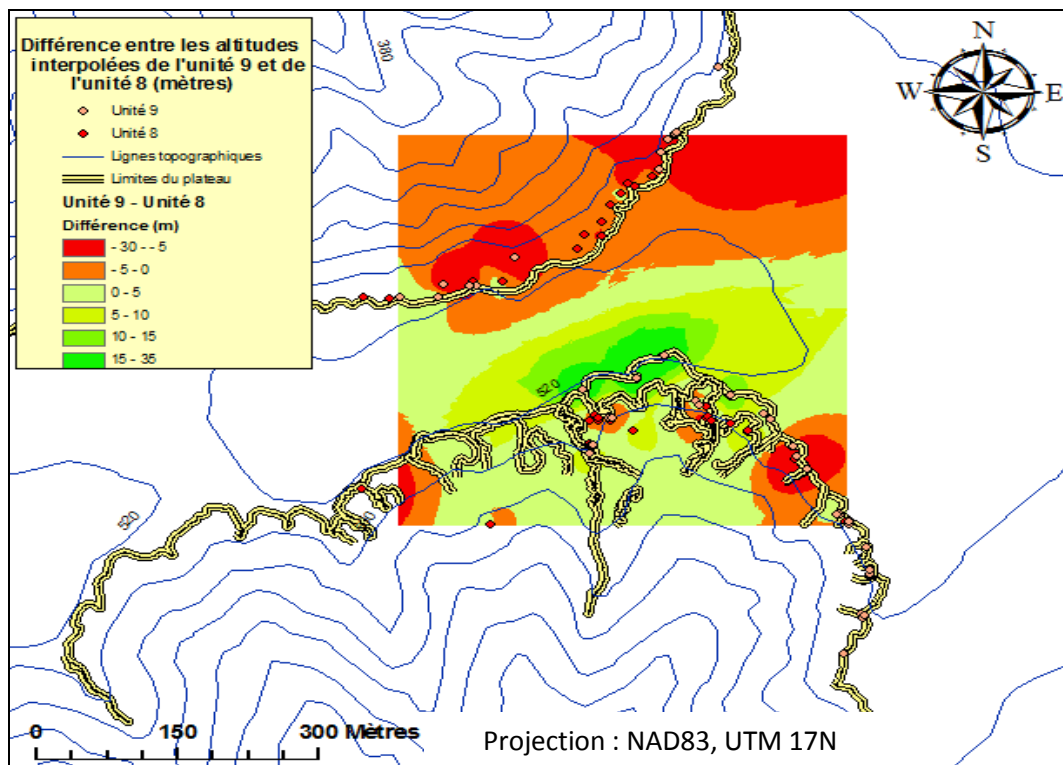 Différence entre les altitudes
interpolées de l'unité 9 et de
l'unité 8 (mètres)
Unité 9
Unité 8
Lignes topographiques
Limites du plateau
Unité 9 - Unité 8
Différence (m)
- 30 - - 5
- 5 - 0
0 - 5
5 - 10
10 - 15
15 - 35
380
N
W
E
S
520
520
0 150 300 Mètres
Projection : NAD83, UTM 17N